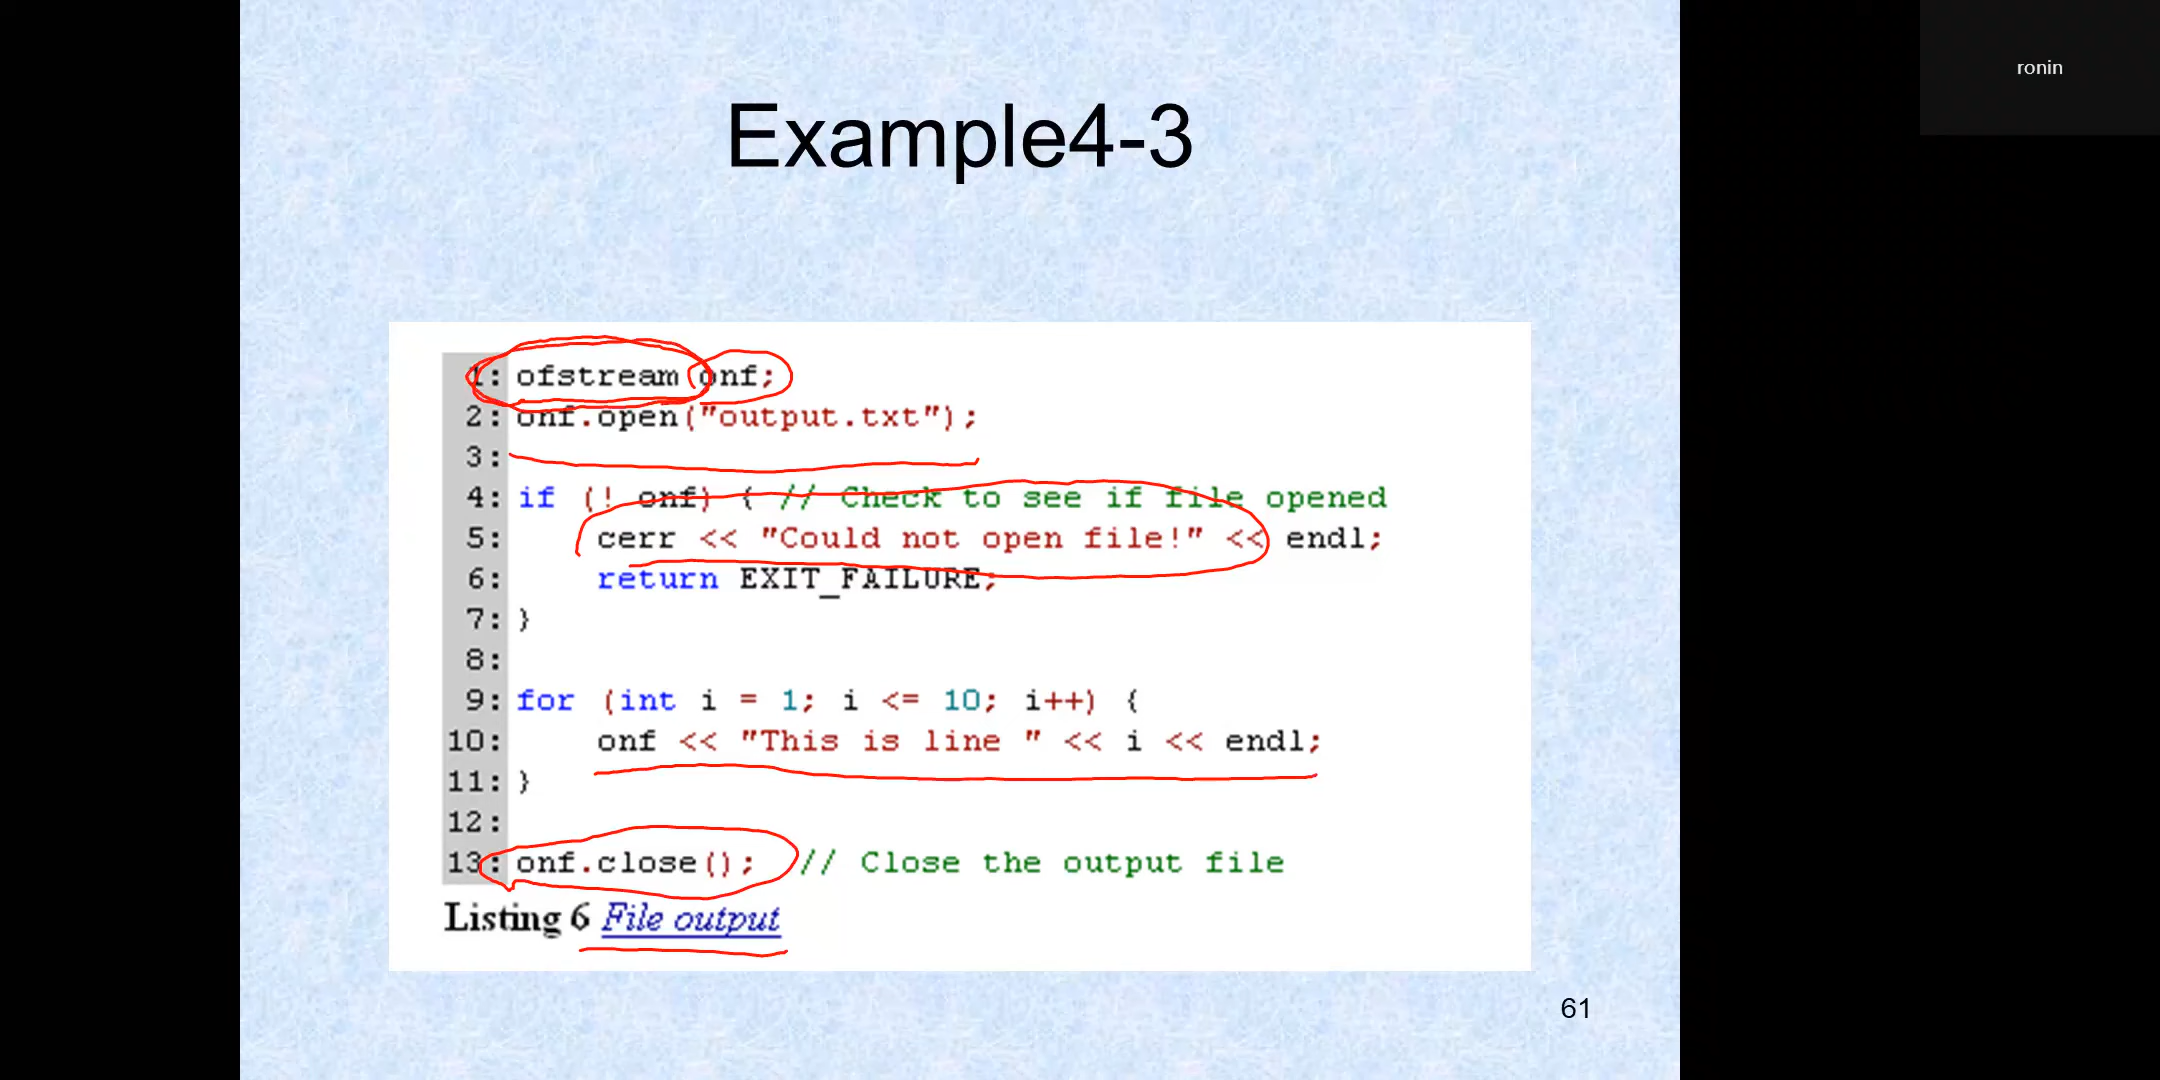 ronin
Example4-3
1: ofstream onf;
2: onf.open("output.txt");
3:
4: if (! onf) { // Check to see if file opened
5:     cerr << "Could not open file!" << endl;
6:     return EXIT_FAILURE;
7: }
8:
9: for (int i = 1; i <= 10; i++) {
10:     onf << "This is line " << i << endl;
11: }
12:
13: onf.close();  // Close the output file
Listing 6 File output
61